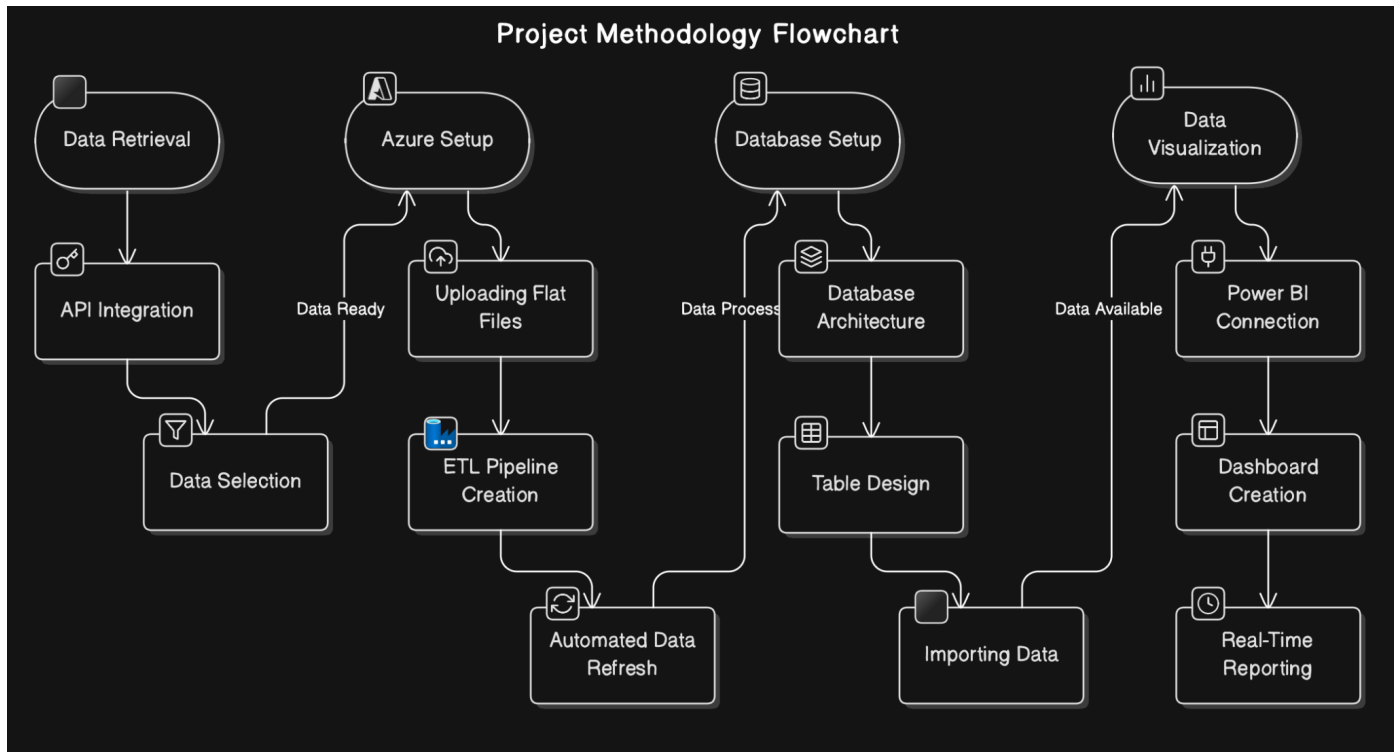 Project Methodology Flowchart
Data Retrieval
API Integration
Data Selection
Data Ready
Azure Setup
Uploading Flat
Files
ETL Pipeline
Creation
Automated Data
Refresh
Data Process
Database Setup
Database
Architecture
Table Design
Importing Data
Data Available
Data
Visualization
Power BI
Connection
Dashboard
Creation
Real-Time
Reporting